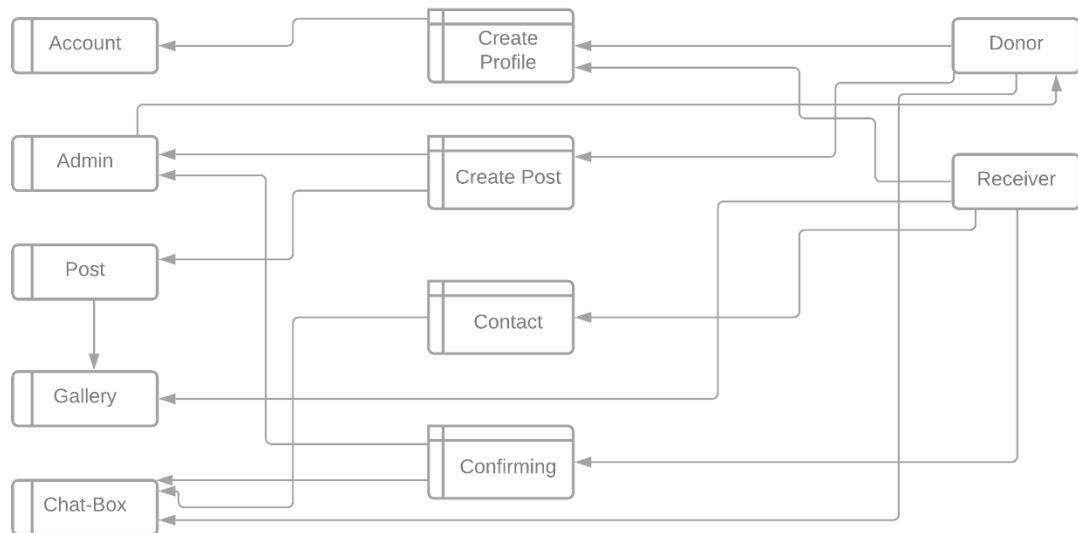 Account
Create
Profile
Donor
Admin
Create Post
Receiver
Post
Contact
Gallery
Confirming
Chat-Box